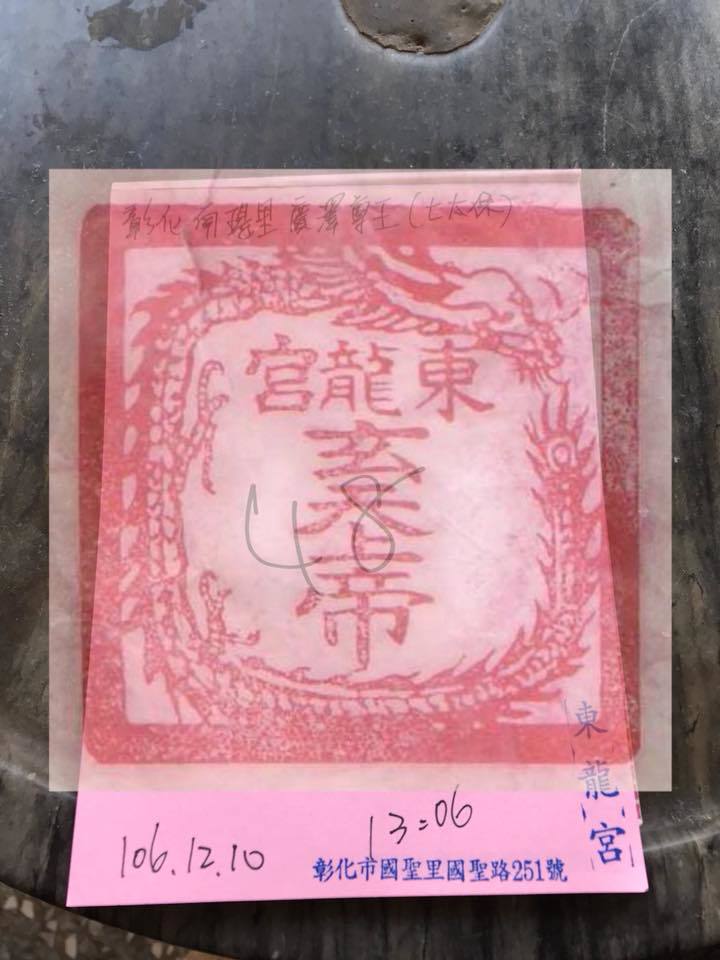 彰化南瑤里廣澤尊王(七太保)
東龍宮
玄天上帝
48
東龍宮
106.12.10
13:06
彰化市國聖里國聖路251號